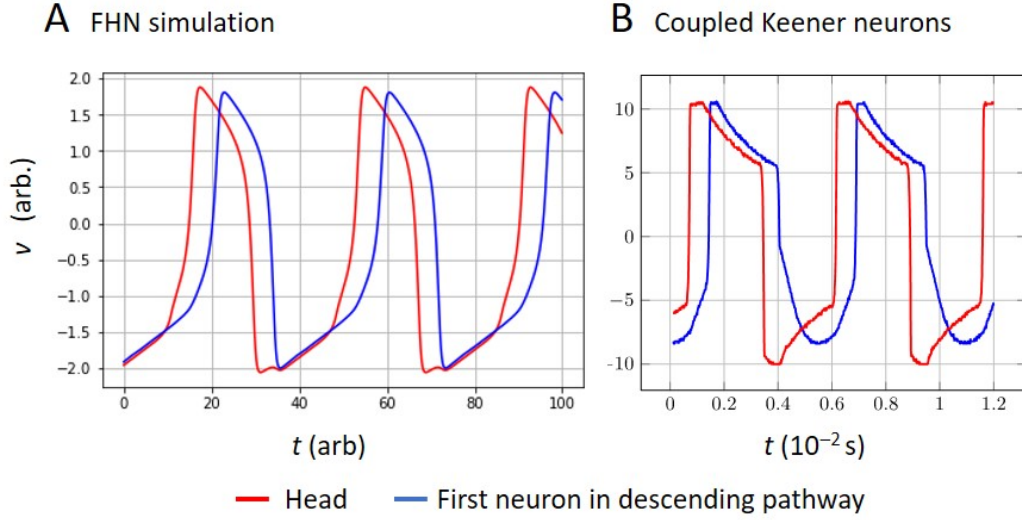 A FHN simulation
B Coupled Keener neurons
v (arb.)
2.0
1.5
1.0
0.5
0.0
−0.5
−1.0
−1.5
−2.0
0 20 40 60 80 100
t (arb)
10
5
0
−5
-10
0 0.2 0.4 0.6 0.8 1 1.2
t (10⁻² s)
Head
First neuron in descending pathway